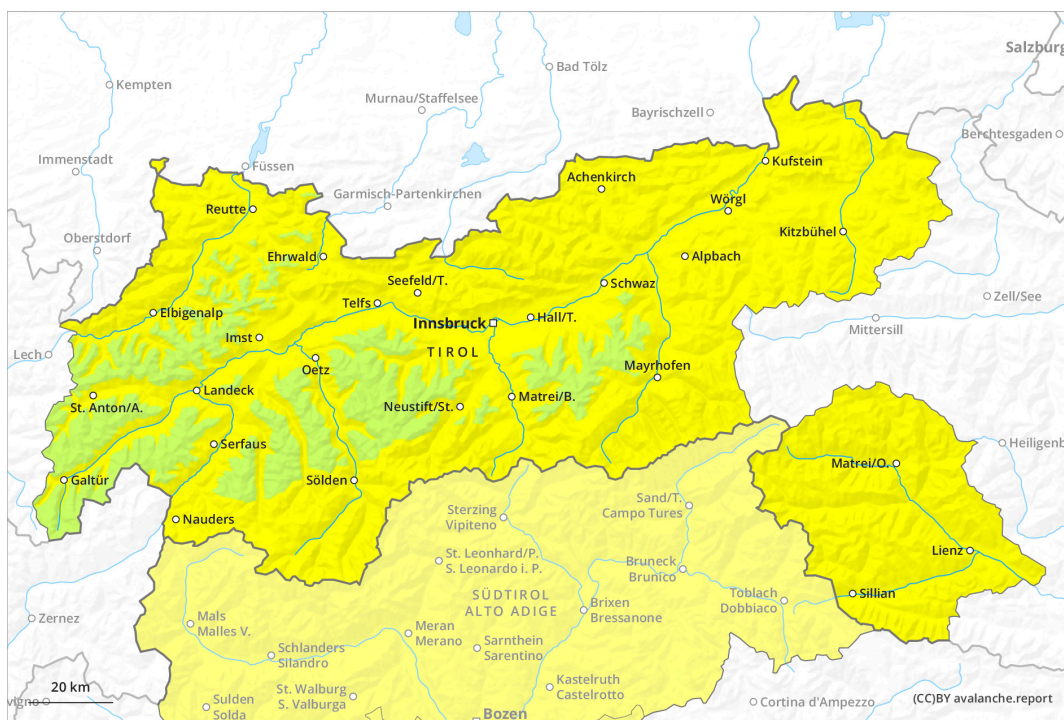 Salzburg
Bad Tölz
Kempten
Murnau/Staffelsee
Bayrischzell
Berchtesgaden
Immenstadt
Füssen
Kufstein
Achenkirch
Garmisch-Partenkirchen
Wörgl
Reutte
Kitzbühel
Oberstdorf
Ehrwald
Alpbach
Seefeld/T.
Schwaz
Zell/See
Telfs
Elbigenalp
Hall/T.
Innsbruck
Mittersill
Imst
Lech
TIROL
Oetz
Mayrhofen
Landeck
Matrei/B.
St. Anton/A.
Neustift/St.
Serfaus
Heiligenb
Matrei/O.
Galtür
Sölden
Sand/T.
Campo Tures
Sterzing
Vipiteno
Nauders
Lienz
St. Leonhard/P.
S. Leonardo i. P.
Bruneck
Brunico
Sillian
SÜDTIROL
ALTO ADIGE
Toblach
Dobbiaco
Brixen
Bressanone
Zernez
Mals
Malles V.
Meran
Merano
Sarnthein
Sarentino
Schlanders
Silandro
Kastelruth
Castelrotto
20 km
St. Walburg
S. Valburga
vigno
Sulden
Solda
Cortina d'Ampezzo
(CC)BY avalanche.report
Bozen